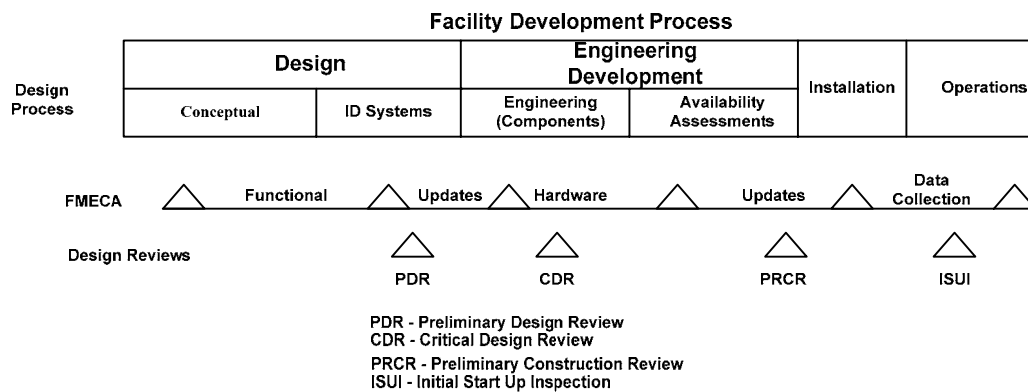 Facility Development Process
Design
Process
Design
Engineering
Development
Installation
Operations
Conceptual
ID Systems
Engineering
(Components)
Availability
Assessments
FMECA
Functional
Updates
Hardware
Updates
Data
Collection
Design Reviews
PDR
CDR
PRCR
ISUI
PDR - Preliminary Design Review
CDR - Critical Design Review
PRCR - Preliminary Construction Review
ISUI - Initial Start Up Inspection